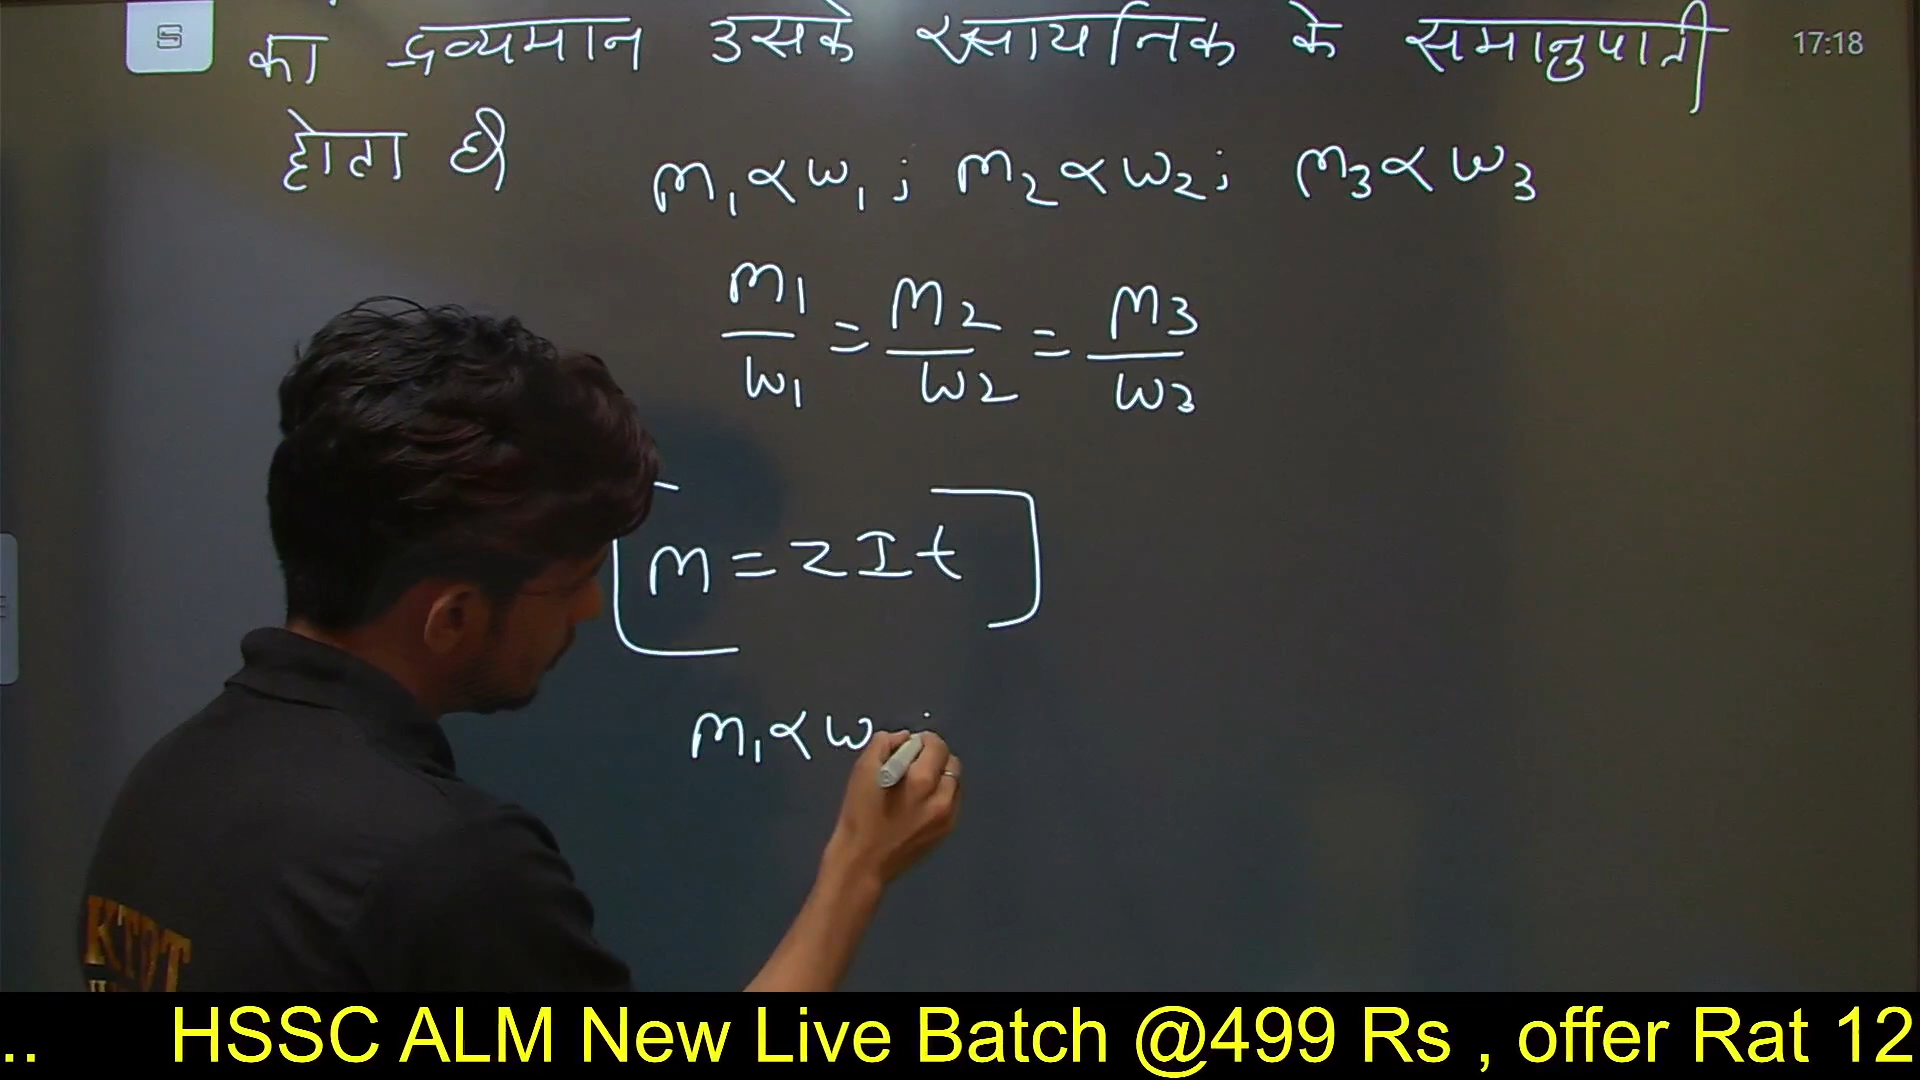 का द्रव्यमान उसके रसायनिक के समानुपाती
17:18
होता है
m₁∝w₁ ; m₂∝w₂ ; m₃∝w₃
m₁/w₁ = m₂/w₂ = m₃/w₃
[m = ZIt]
m₁∝w
KTDT
.. HSSC ALM New Live Batch @499 Rs , offer Rat 12